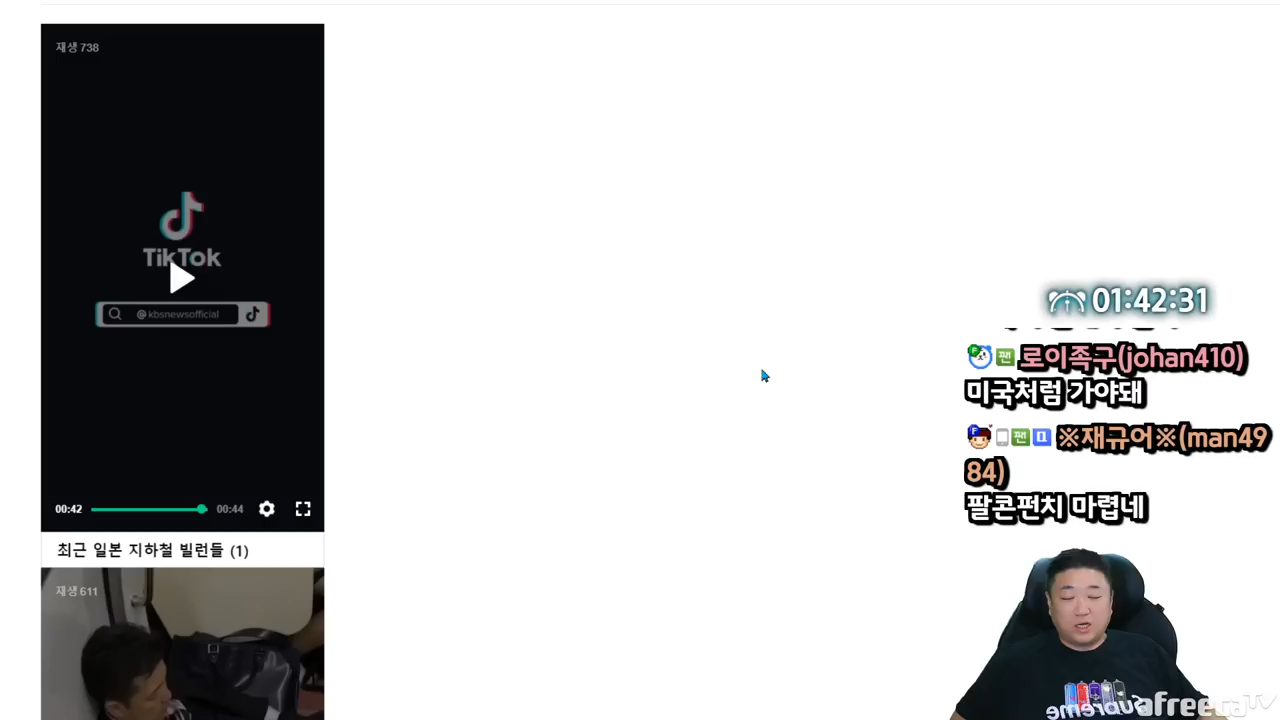 재생 738
TikTok
@kbsnewsofficial
00:42
00:44
최근 일본 지하철 빌런들 (1)
재생 611
01:42:31
로이족구(johan410)
미국처럼 가야돼
※재규어※(man49
84)
팔콘펀치 마렵네
Supreme
afreecaTV